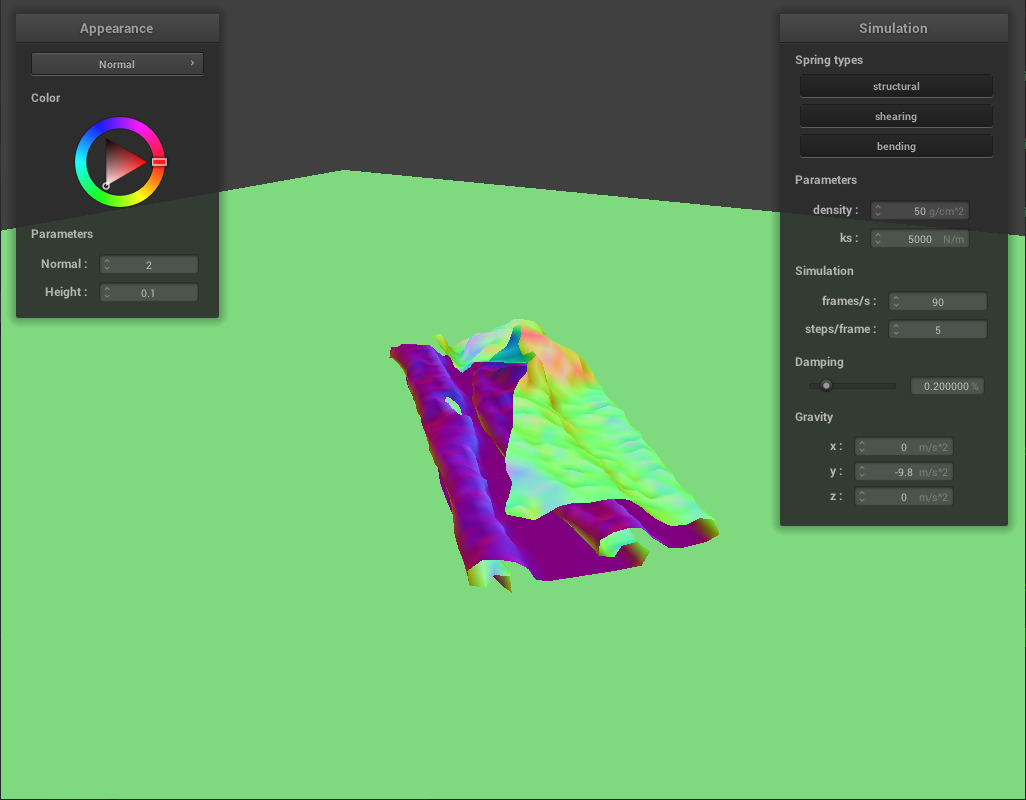 Appearance
Normal
Color
Parameters
Normal : 2
Height : 0.1
Simulation
Spring types
structural
shearing
bending
Parameters
density : 50 g/cm^2
ks : 5000 N/m
Simulation
frames/s : 90
steps/frame : 5
Damping
0.200000 %
Gravity
x : 0 m/s^2
y : -9.8 m/s^2
z : 0 m/s^2